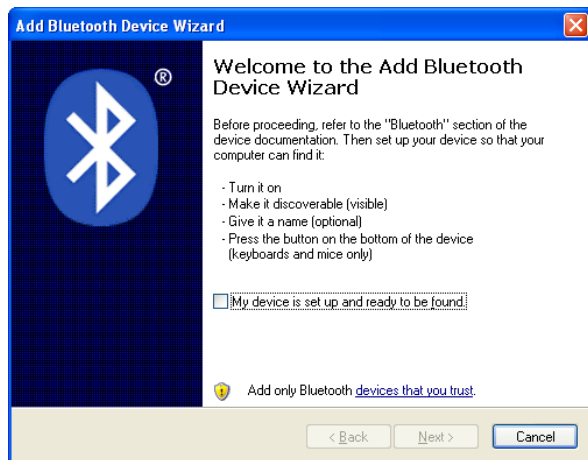 Add Bluetooth Device Wizard
®
Welcome to the Add Bluetooth
Device Wizard
Before proceeding, refer to the "Bluetooth" section of the
device documentation. Then set up your device so that your
computer can find it:
- Turn it on
- Make it discoverable (visible)
- Give it a name (optional)
- Press the button on the bottom of the device
(keyboards and mice only)
My device is set up and ready to be found.
Add only Bluetooth devices that you trust.
< Back Next > Cancel